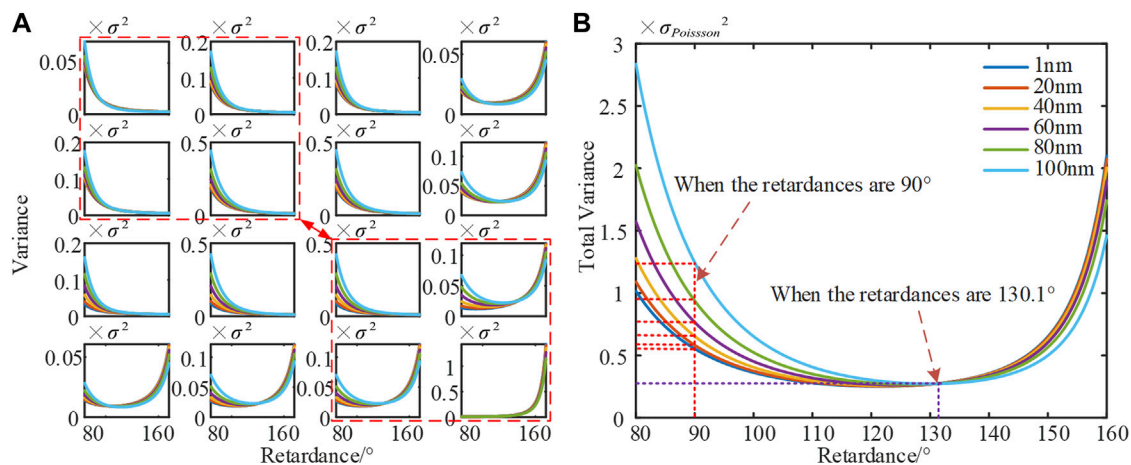 A
× σ² × σ² × σ² × σ²
0.05 0
0.2 0.1 0
0.2 0.1 0
0.05 0
× σ² × σ² × σ² × σ²
0.2 0.1 0
0.5 0
0.5 0
0.1 0.05 0
× σ² × σ² × σ² × σ²
0.2 0.1 0
0.5 0
0.5 0
0.1 0.05 0
× σ² × σ² × σ² × σ²
0.05 0
0.1 0.05 0
0.1 0.05 0
1 0.5 0
80 160 80 160 80 160 80 160
Variance
Retardance/°
B
× σPoissson²
3
2.5
2
1.5
1
0.5
0
Total Variance
1nm
20nm
40nm
60nm
80nm
100nm
When the retardances are 90°
When the retardances are 130.1°
80 90 100 110 120 130 140 150 160
Retardance/°